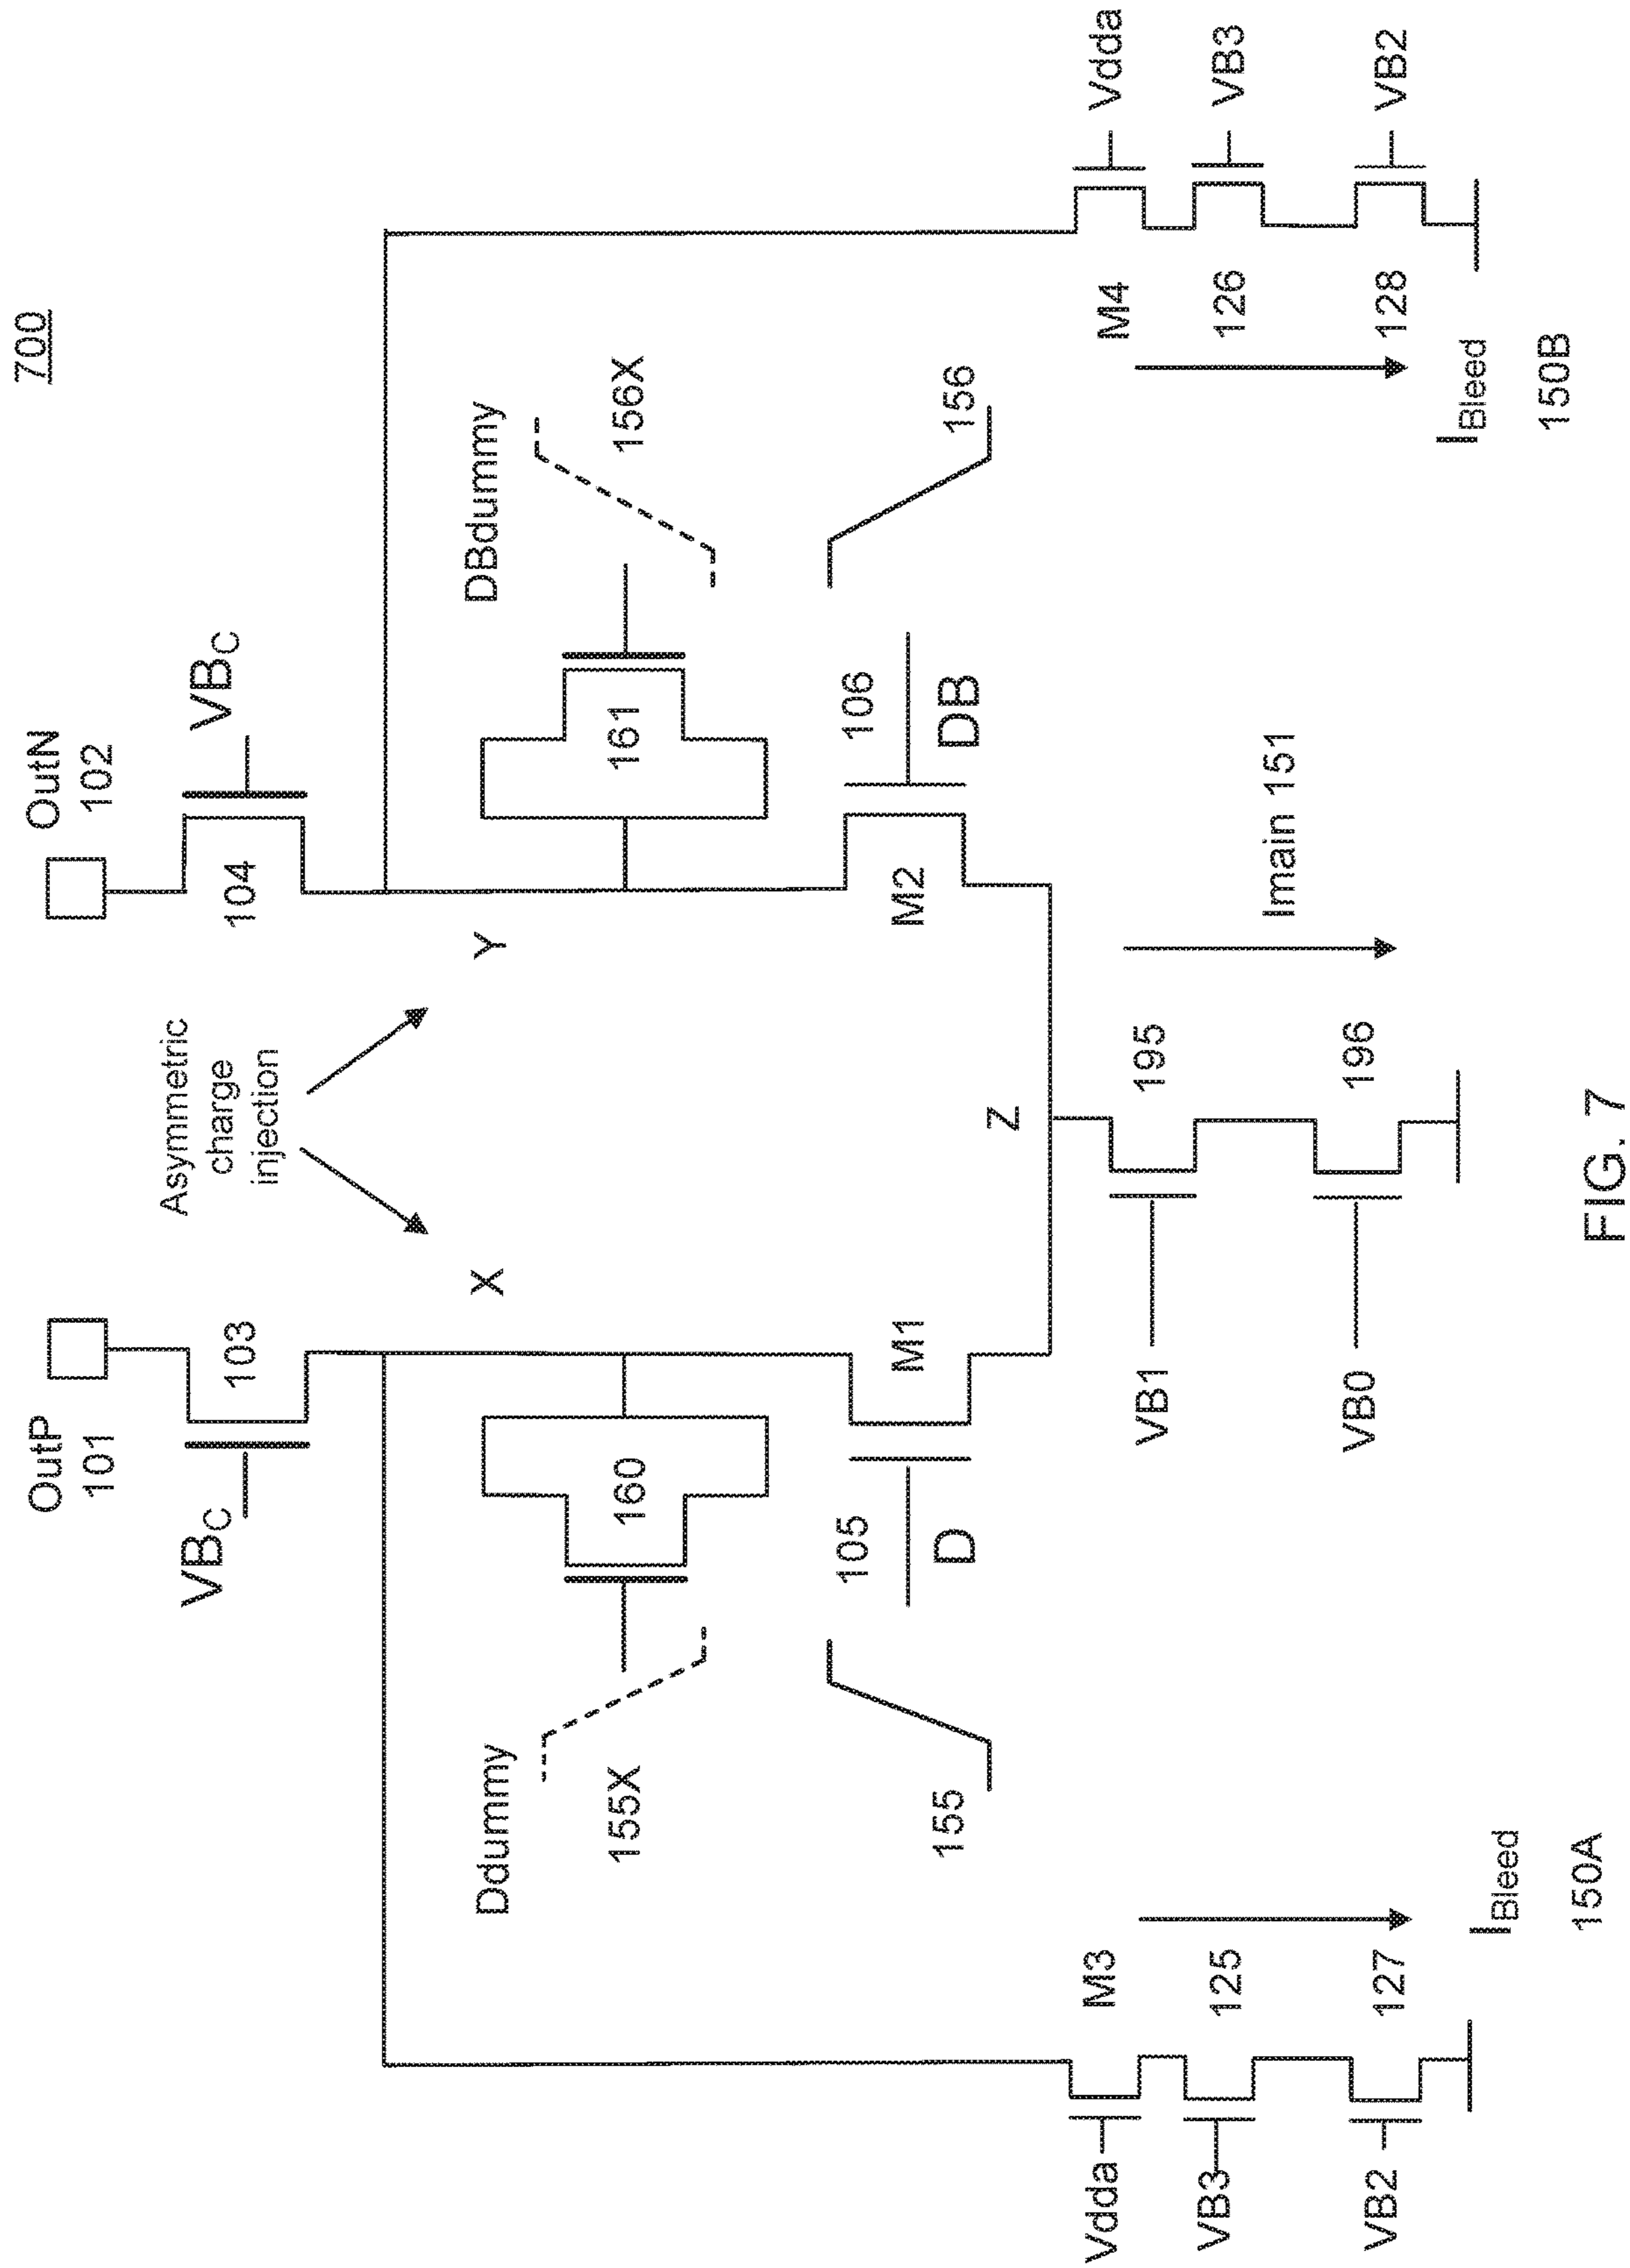 700
OutP
101
OutN
102
VBC
103
104
VBC
Asymmetric
charge
injection
X
Y
Ddummy
155X
160
161
DBdummy
156X
155
105
D
M1
M2
106
DB
156
Z
Vdda
M3
VB3
125
VB2
127
IBleed
150A
VB1
195
VB0
196
Imain 151
M4
Vdda
126
VB3
128
VB2
IBleed
150B
FIG. 7